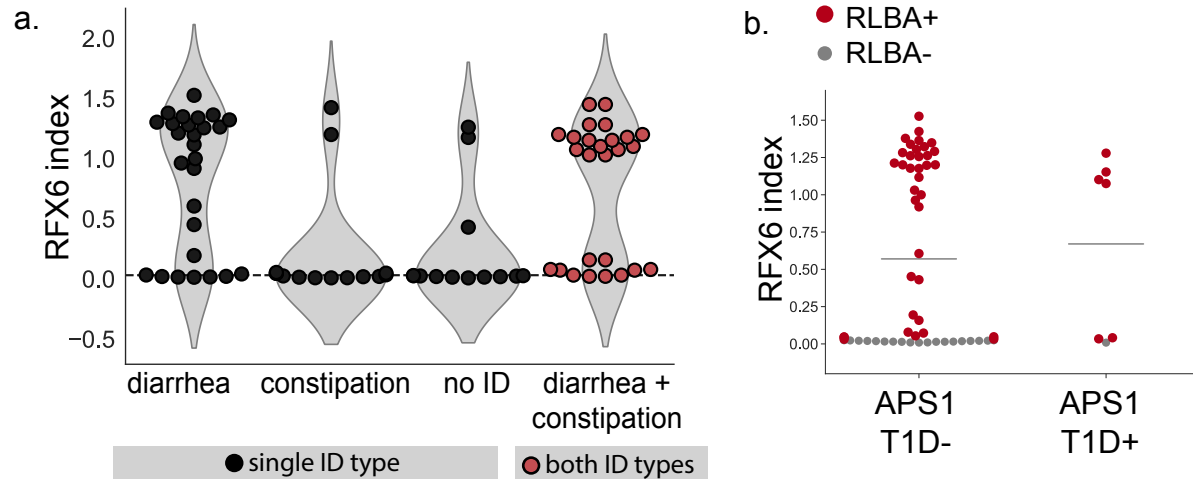 a.
RFX6 index
2.0
1.5
1.0
0.5
0.0
−0.5
diarrhea
constipation
no ID
diarrhea +
constipation
single ID type
both ID types
b.
RLBA+
RLBA-
RFX6 index
1.50
1.25
1.00
0.75
0.50
0.25
0.00
APS1
T1D-
APS1
T1D+